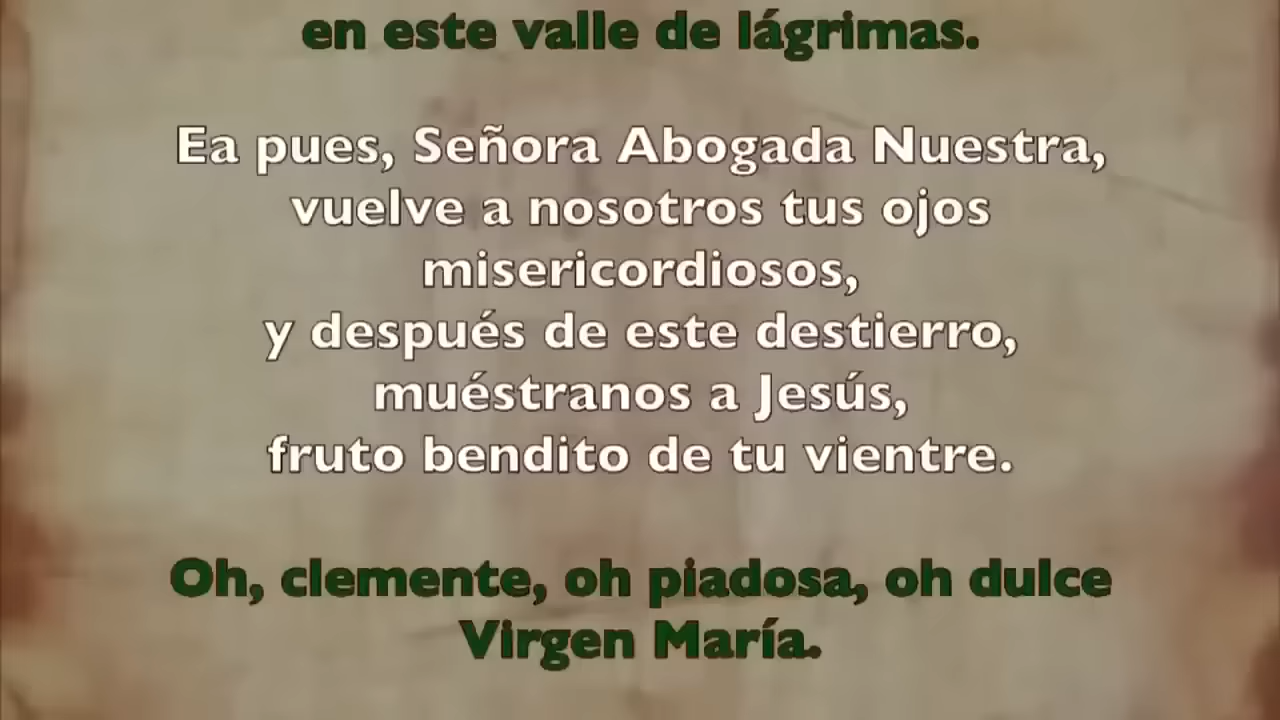 en este valle de lágrimas.
Ea pues, Señora Abogada Nuestra,
vuelve a nosotros tus ojos
misericordiosos,
y después de este destierro,
muéstranos a Jesús,
fruto bendito de tu vientre.
Oh, clemente, oh piadosa, oh dulce
Virgen María.